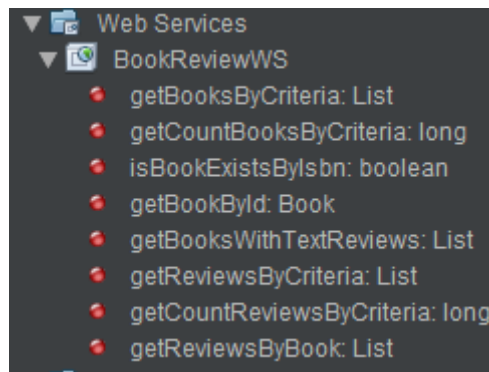 Web Services
BookReviewWS
getBooksByCriteria: List
getCountBooksByCriteria: long
isBookExistsByIsbn: boolean
getBookById: Book
getBooksWithTextReviews: List
getReviewsByCriteria: List
getCountReviewsByCriteria: long
getReviewsByBook: List